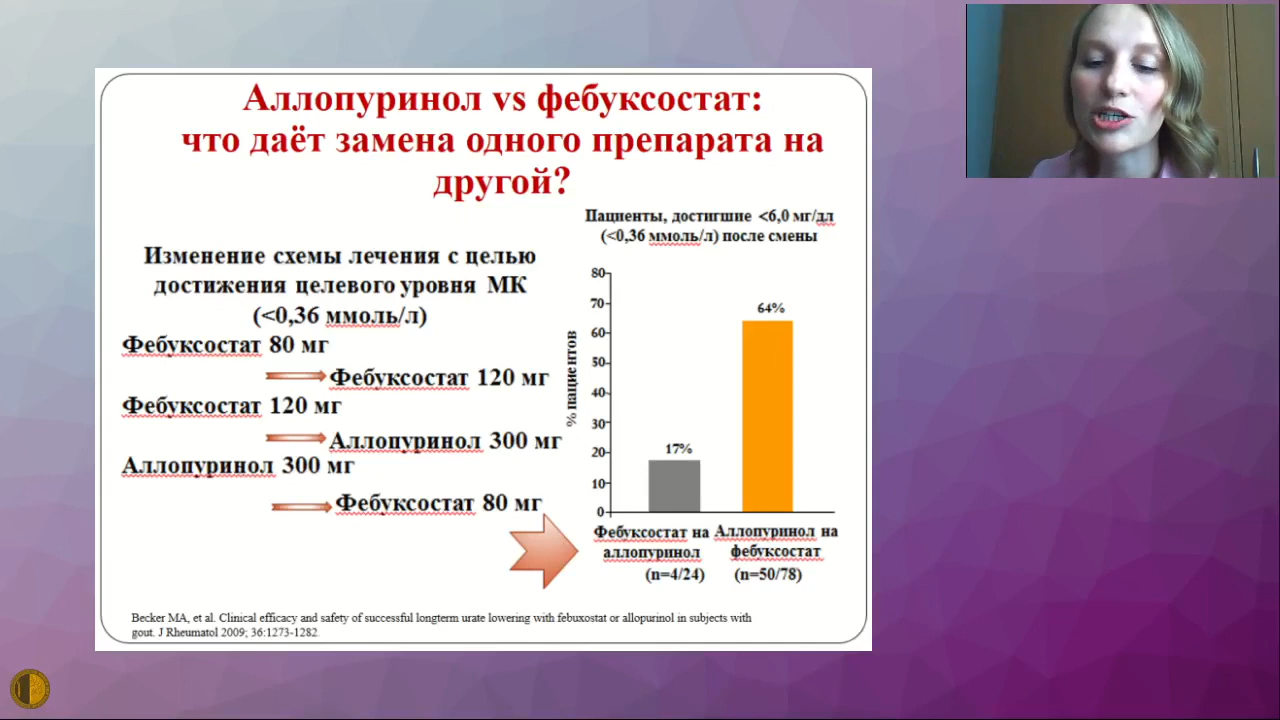 Аллопуринол vs фебуксостат:
что даёт замена одного препарата на
другой?
Изменение схемы лечения с целью
достижения целевого уровня МК
(<0,36 ммоль/л)
Фебуксостат 80 мг
Фебуксостат 120 мг
Фебуксостат 120 мг
Аллопуринол 300 мг
Аллопуринол 300 мг
Фебуксостат 80 мг
Пациенты, достигшие <6,0 мг/дл
(<0,36 ммоль/л) после смены
% пациентов
80
70
60
50
40
30
20
10
0
17%
64%
Фебуксостат на
аллопуринол
(n=4/24)
Аллопуринол на
фебуксостат
(n=50/78)
Becker MA, et al. Clinical efficacy and safety of successful longterm urate lowering with febuxostat or allopurinol in subjects with
gout. J Rheumatol 2009; 36:1273-1282.